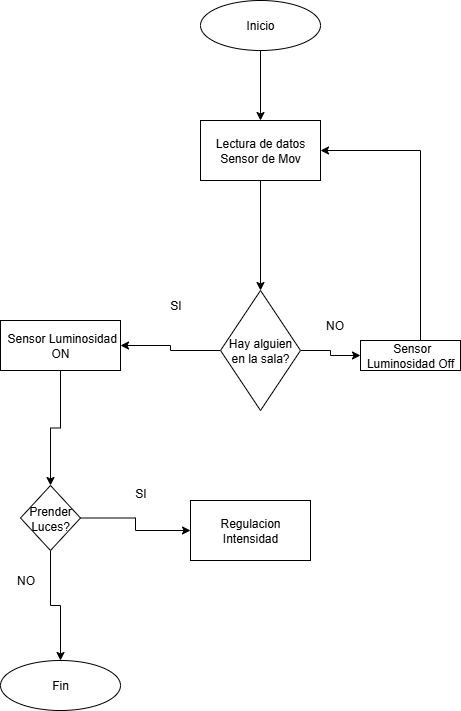 Inicio
Lectura de datos
Sensor de Mov
SI
Hay alguien
en la sala?
NO
Sensor Luminosidad
ON
Sensor
Luminosidad Off
Prender
Luces?
SI
Regulacion
Intensidad
NO
Fin